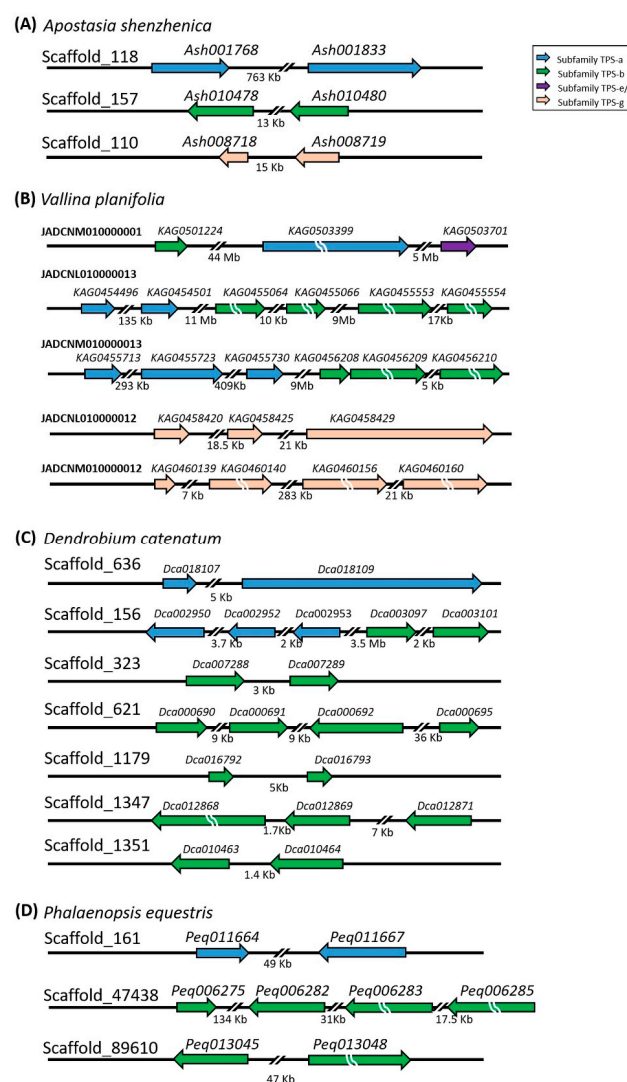 (A) Apostasia shenzhenica
Scaffold_118
Ash001768 Ash001833
763 Kb
Scaffold_157
Ash010478 Ash010480
13 Kb
Scaffold_110
Ash008718 Ash008719
15 Kb
Subfamily TPS-a
Subfamily TPS-b
Subfamily TPS-e/
Subfamily TPS-g
(B) Vallina planifolia
JADCNM010000001
KAG0501224 KAG0503399 KAG0503701
44 Mb 5 Mb
JADCNL010000013
KAG0454496 KAG0454501 KAG0455064 KAG0455066 KAG0455553 KAG0455554
135 Kb 11 Mb 10 Kb 9Mb 17Kb
JADCNM010000013
KAG0455713 KAG0455723 KAG0455730 KAG0456208 KAG0456209 KAG0456210
293 Kb 409Kb 9Mb 5 Kb
JADCNL010000012
KAG0458420 KAG0458425 KAG0458429
18.5 Kb 21 Kb
JADCNM010000012
KAG0460139 KAG0460140 KAG0460156 KAG0460160
7 Kb 283 Kb 21 Kb
(C) Dendrobium catenatum
Scaffold_636
Dca018107 Dca018109
5 Kb
Scaffold_156
Dca002950 Dca002952 Dca002953 Dca003097 Dca003101
3.7 Kb 2 Kb 3.5 Mb 2 Kb
Scaffold_323
Dca007288 Dca007289
3 Kb
Scaffold_621
Dca000690 Dca000691 Dca000692 Dca000695
9 Kb 9 Kb 36 Kb
Scaffold_1179
Dca016792 Dca016793
5Kb
Scaffold_1347
Dca012868 Dca012869 Dca012871
1.7Kb 7 Kb
Scaffold_1351
Dca010463 Dca010464
1.4 Kb
(D) Phalaenopsis equestris
Scaffold_161
Peq011664 Peq011667
49 Kb
Scaffold_47438
Peq006275 Peq006282 Peq006283 Peq006285
134 Kb 31Kb 17.5 Kb
Scaffold_89610
Peq013045 Peq013048
47 Kb